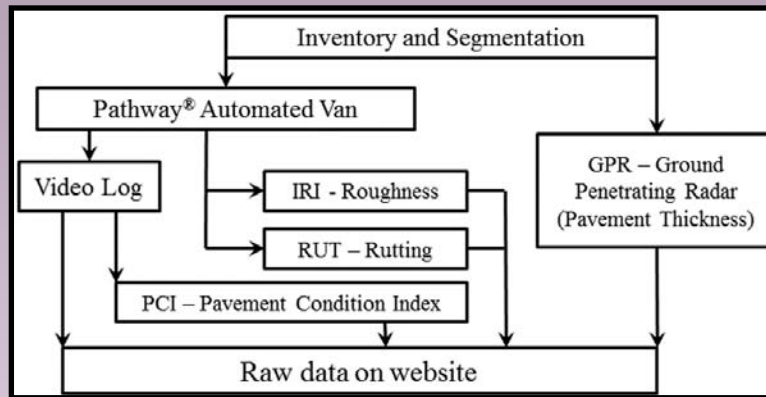 Inventory and Segmentation
Pathway® Automated Van
Video Log
IRI - Roughness
RUT – Rutting
GPR – Ground
Penetrating Radar
(Pavement Thickness)
PCI – Pavement Condition Index
Raw data on website